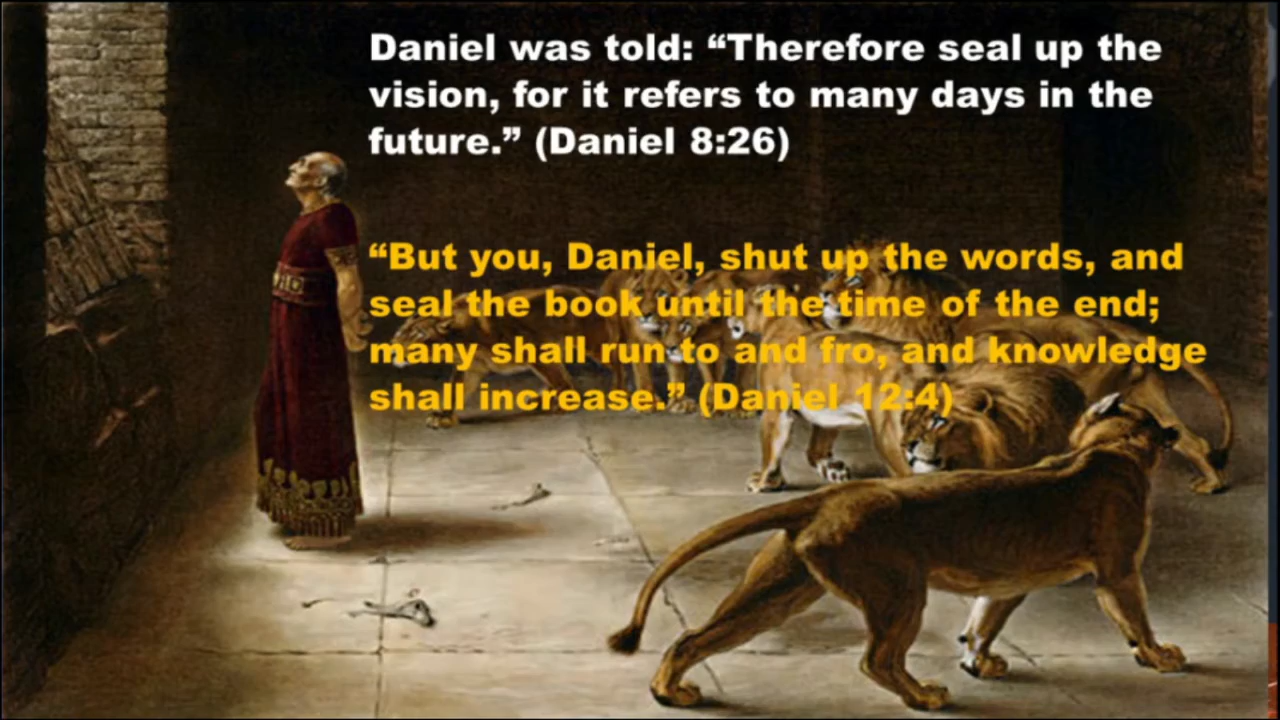 Daniel was told: “Therefore seal up the
vision, for it refers to many days in the
future.” (Daniel 8:26)
“But you, Daniel, shut up the words, and
seal the book until the time of the end;
many shall run to and fro, and knowledge
shall increase.” (Daniel 12:4)